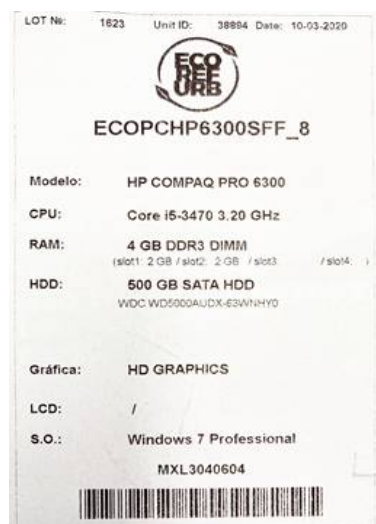 LOT №: 1623 Unit ID: 38894 Date: 10-03-2020
ECO
REF
URB
ECOPCHP6300SFF_8
Modelo: HP COMPAQ PRO 6300
CPU: Core i5-3470 3.20 GHz
RAM: 4 GB DDR3 DIMM
(slot1: 2 GB / slot2: 2 GB / slot3 / slot4: )
HDD: 500 GB SATA HDD
WDC WD5000AUDX-63WNHY0
Gráfica: HD GRAPHICS
LCD: /
S.O.: Windows 7 Professional
MXL3040604